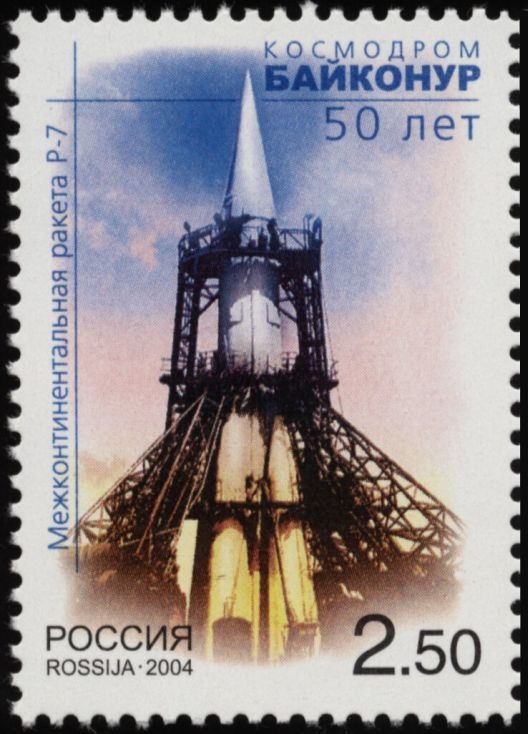 КОСМОДРОМ
БАЙКОНУР
50 лет
Межконтинентальная ракета Р-7
РОССИЯ
ROSSIJA·2004
2.50